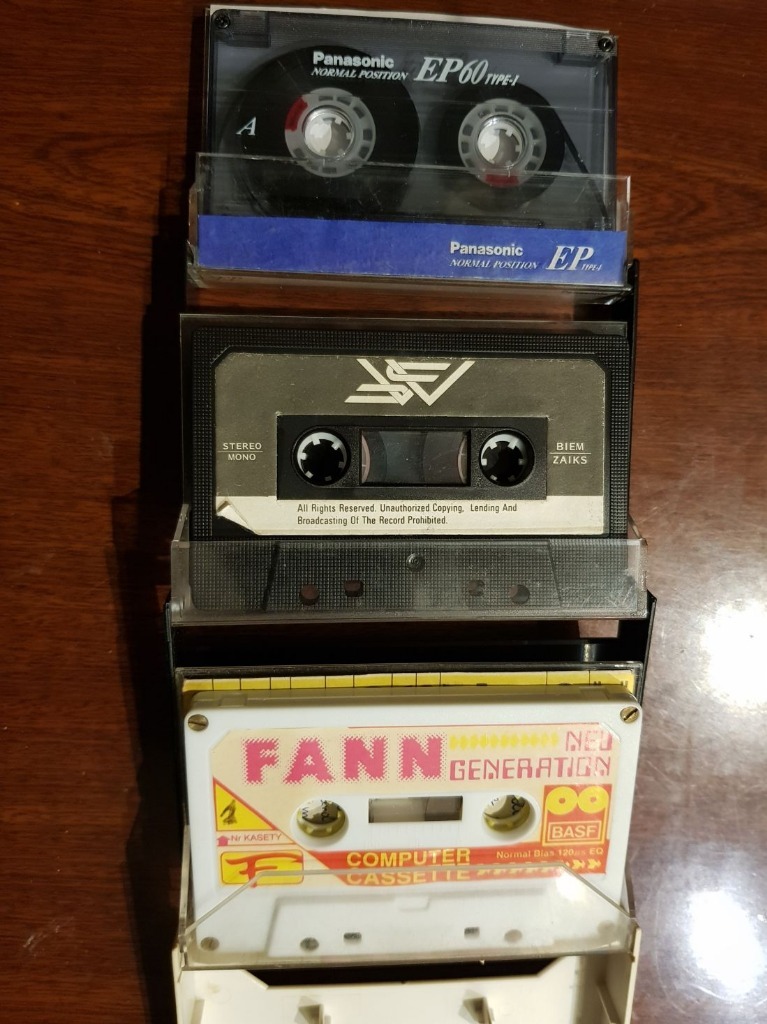 Panasonic
NORMAL POSITION EP60 TYPE-I
A
Panasonic
NORMAL POSITION EP TYPE-I
STEREO
MONO
BIEM
ZAIKS
All Rights Reserved. Unauthorized Copying, Lending And
Broadcasting Of The Record Prohibited.
FANN NEW
GENERATION
Nr KASETY
BASF
COMPUTER
CASSETTE
Normal Bias 120µs EQ